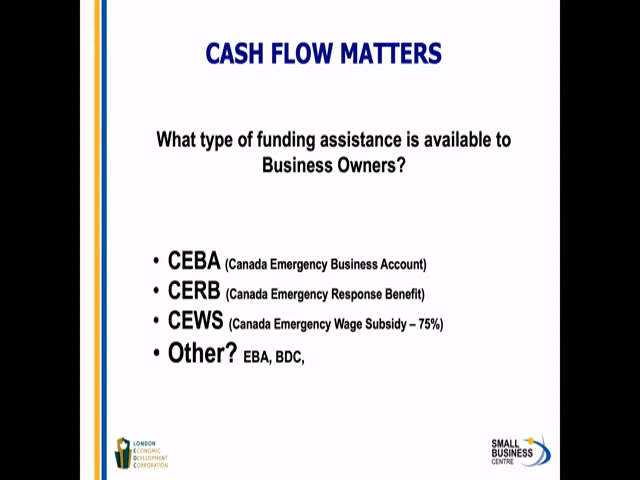 CASH FLOW MATTERS
What type of funding assistance is available to
Business Owners?
• CEBA (Canada Emergency Business Account)
• CERB (Canada Emergency Response Benefit)
• CEWS (Canada Emergency Wage Subsidy – 75%)
• Other? EBA, BDC,
LONDON
ECONOMIC
DEVELOPMENT
CORPORATION
SMALL
BUSINESS
CENTRE